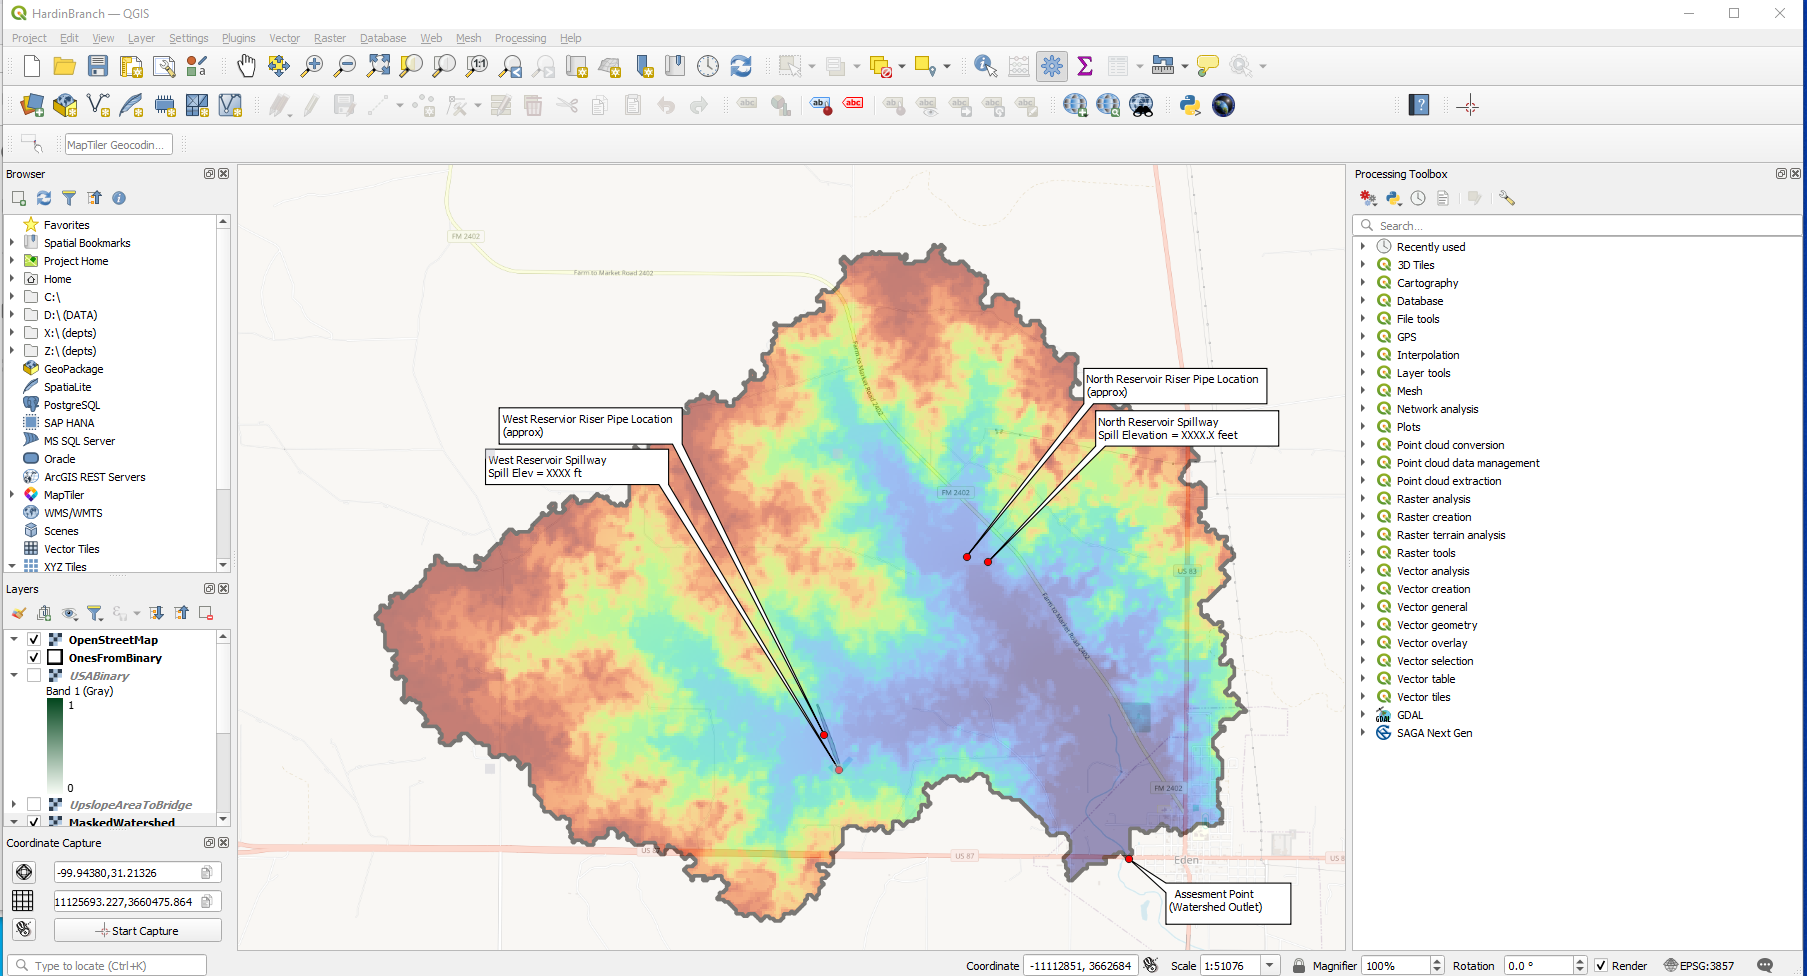 HardinBranch — QGIS
Project Edit View Layer Settings Plugins Vector Raster Database Web Mesh Processing Help
MapTiler Geocodin...
Browser
Favorites
Spatial Bookmarks
Project Home
Home
C:\
D:\ (DATA)
X:\ (depts)
Z:\ (depts)
GeoPackage
SpatiaLite
PostgreSQL
SAP HANA
MS SQL Server
Oracle
ArcGIS REST Servers
MapTiler
WMS/WMTS
Scenes
Vector Tiles
XYZ Tiles
Layers
OpenStreetMap
OnesFromBinary
USABinary
Band 1 (Gray)
1
0
UpslopeAreaToBridge
MaskedWatershed
Coordinate Capture
-99.94380,31.21326
11125693.227,3660475.864
Start Capture
Type to locate (Ctrl+K)
FM 2402
Farm to Market Road 2402
Farm to Market Road 2402
North Reservoir Riser Pipe Location
(approx)
West Reservior Riser Pipe Location
(approx)
North Reservoir Spillway
Spill Elevation = XXXX.X feet
West Reservoir Spillway
Spill Elev = XXXX ft
FM 2402
US 83
Farm to Market Road 2402
FM 2402
US 87
US 87
Eden
US 8
Assesment Point
(Watershed Outlet)
Processing Toolbox
Search...
Recently used
3D Tiles
Cartography
Database
File tools
GPS
Interpolation
Layer tools
Mesh
Network analysis
Plots
Point cloud conversion
Point cloud data management
Point cloud extraction
Raster analysis
Raster creation
Raster terrain analysis
Raster tools
Vector analysis
Vector creation
Vector general
Vector geometry
Vector overlay
Vector selection
Vector table
Vector tiles
GDAL
SAGA Next Gen
Coordinate -11112851, 3662684 Scale 1:51076 Magnifier 100% Rotation 0.0 ° Render EPSG:3857